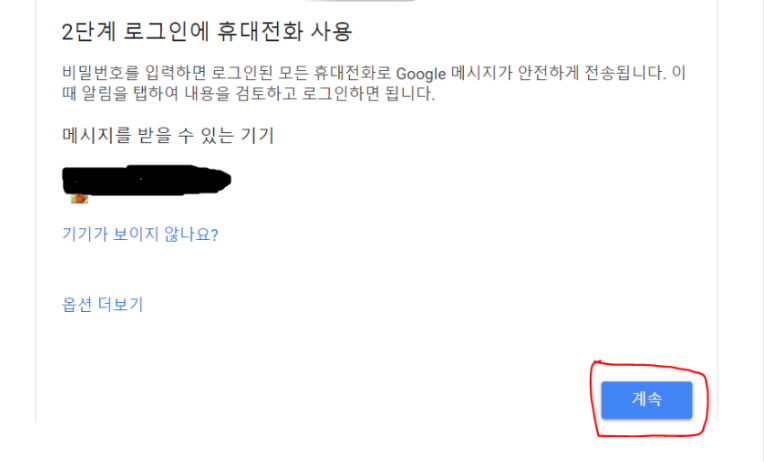 2단계 로그인에 휴대전화 사용
비밀번호를 입력하면 로그인된 모든 휴대전화로 Google 메시지가 안전하게 전송됩니다. 이
때 알림을 탭하여 내용을 검토하고 로그인하면 됩니다.
메시지를 받을 수 있는 기기
기기가 보이지 않나요?
옵션 더보기
계속